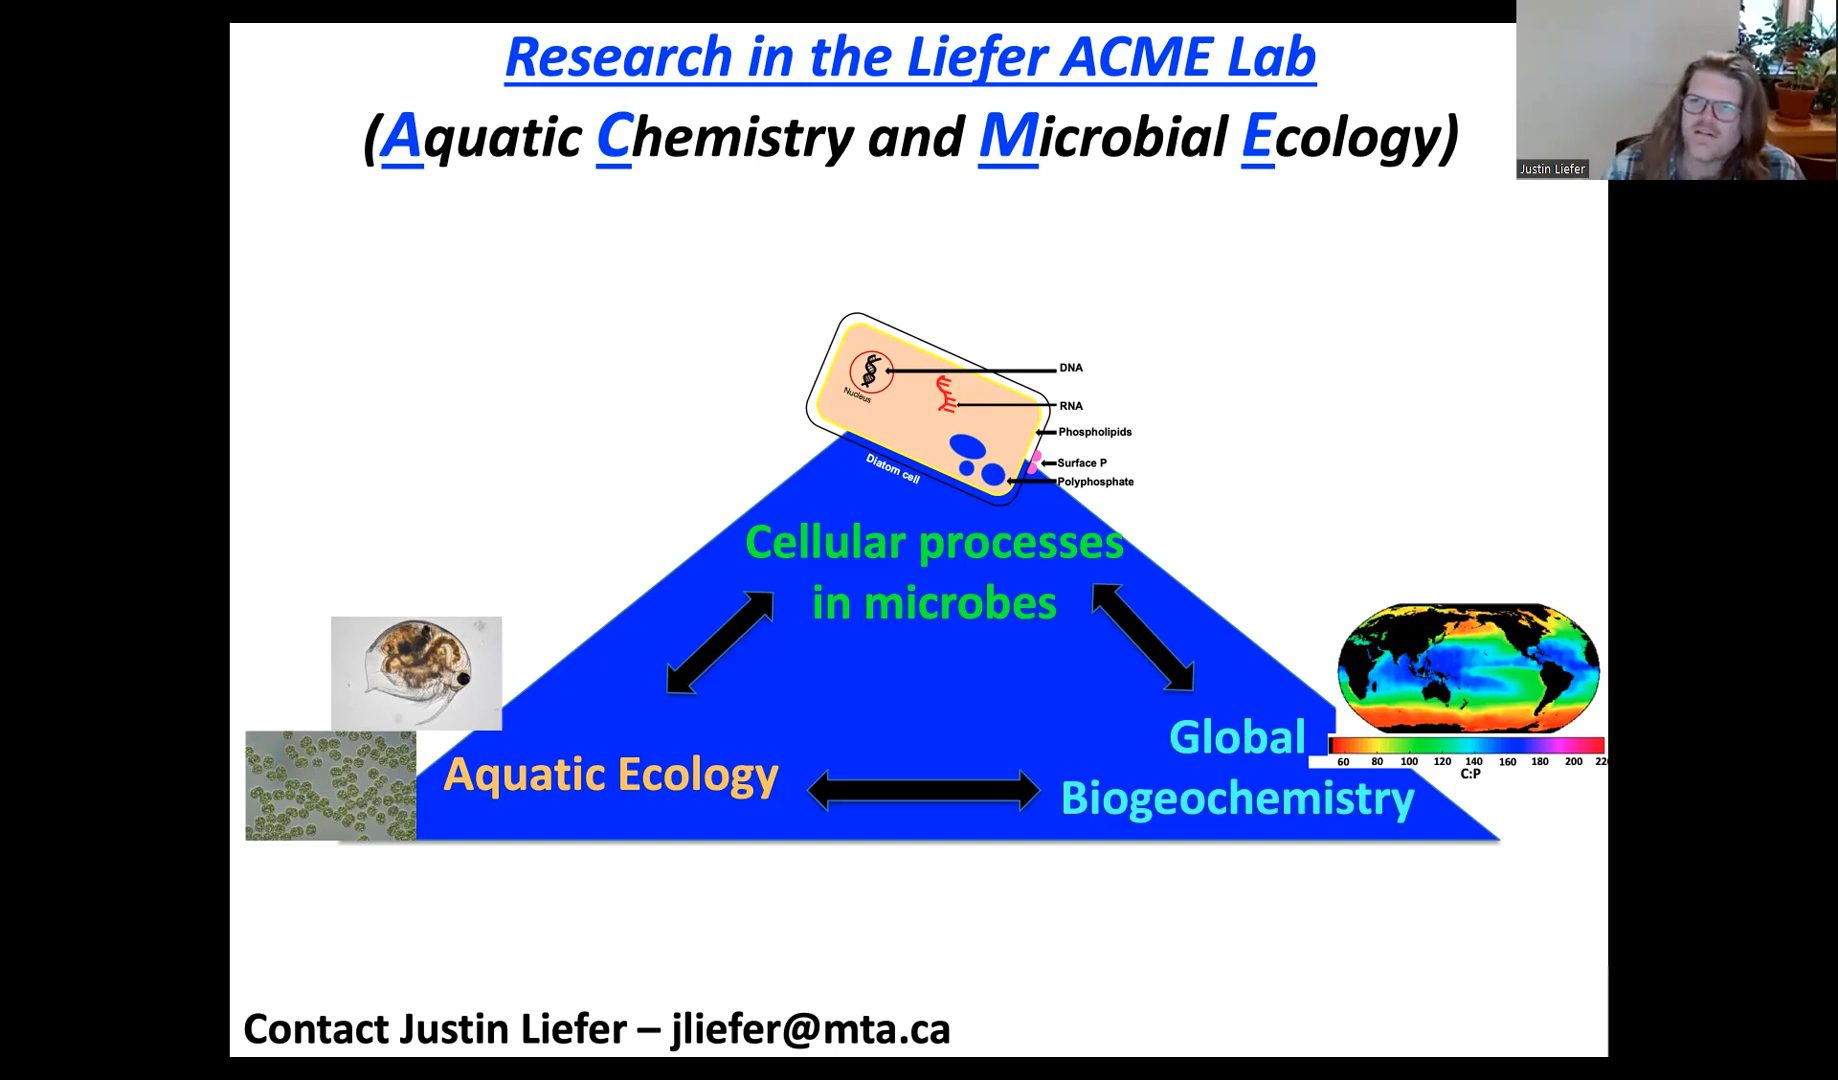 Research in the Liefer ACME Lab
(Aquatic Chemistry and Microbial Ecology)
Justin Liefer
DNA
Nucleus
RNA
Phospholipids
Diatom cell
Surface P
Polyphosphate
Cellular processes
in microbes
Aquatic Ecology
Global
Biogeochemistry
60 80 100 120 140 160 180 200 22
C:P
Contact Justin Liefer – jliefer@mta.ca